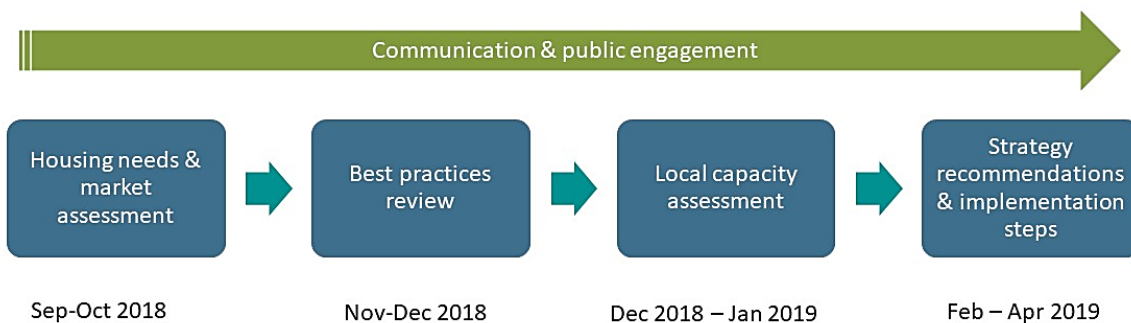 Communication & public engagement
Housing needs &
market
assessment
Best practices
review
Local capacity
assessment
Strategy
recommendations
& implementation
steps
Sep-Oct 2018
Nov-Dec 2018
Dec 2018 – Jan 2019
Feb – Apr 2019